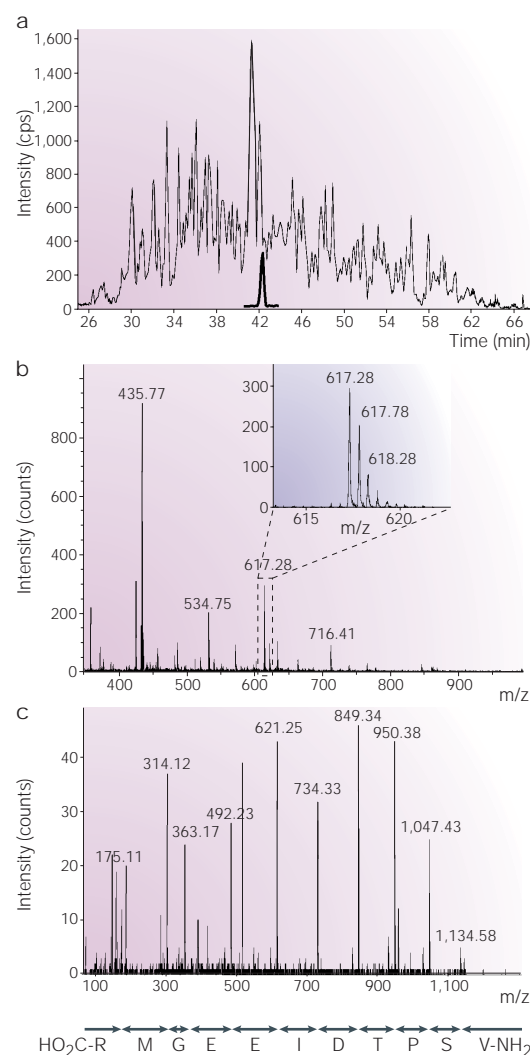 a
1,600
1,400
1,200
1,000
800
600
400
200
0
Intensity (cps)
26 30 34 38 42 46 50 54 58 62 66
Time (min)
b
435.77
617.28
617.78
618.28
300
200
100
0
615 620
m/z
800
600
400
200
0
Intensity (counts)
617.28
534.75
716.41
400 500 600 700 800 900
m/z
c
849.34
621.25
950.38
314.12
734.33
492.23
363.17
1,047.43
175.11
1,134.58
40
30
20
10
0
Intensity (counts)
100 300 500 700 900 1,100
m/z
HO2C-R M G E E I D T P S V-NH2